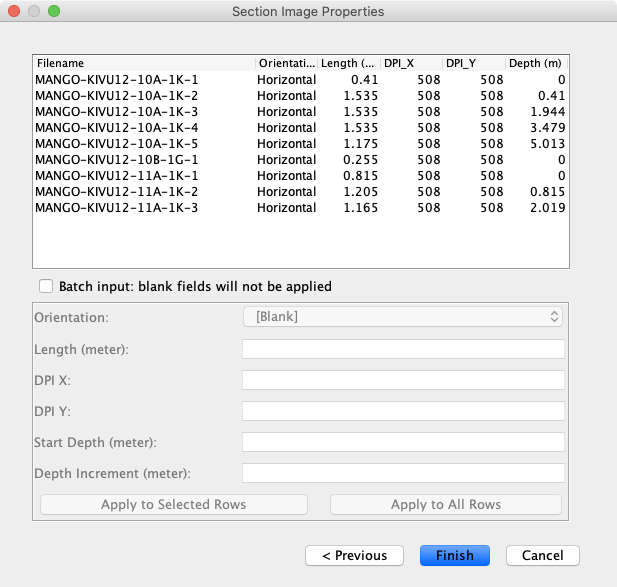 Section Image Properties
Filename Orientati... Length (... DPI_X DPI_Y Depth (m)
MANGO-KIVU12-10A-1K-1 Horizontal 0.41 508 508 0
MANGO-KIVU12-10A-1K-2 Horizontal 1.535 508 508 0.41
MANGO-KIVU12-10A-1K-3 Horizontal 1.535 508 508 1.944
MANGO-KIVU12-10A-1K-4 Horizontal 1.535 508 508 3.479
MANGO-KIVU12-10A-1K-5 Horizontal 1.175 508 508 5.013
MANGO-KIVU12-10B-1G-1 Horizontal 0.255 508 508 0
MANGO-KIVU12-11A-1K-1 Horizontal 0.815 508 508 0
MANGO-KIVU12-11A-1K-2 Horizontal 1.205 508 508 0.815
MANGO-KIVU12-11A-1K-3 Horizontal 1.165 508 508 2.019
Batch input: blank fields will not be applied
Orientation: [Blank]
Length (meter):
DPI X:
DPI Y:
Start Depth (meter):
Depth Increment (meter):
Apply to Selected Rows Apply to All Rows
< Previous Finish Cancel